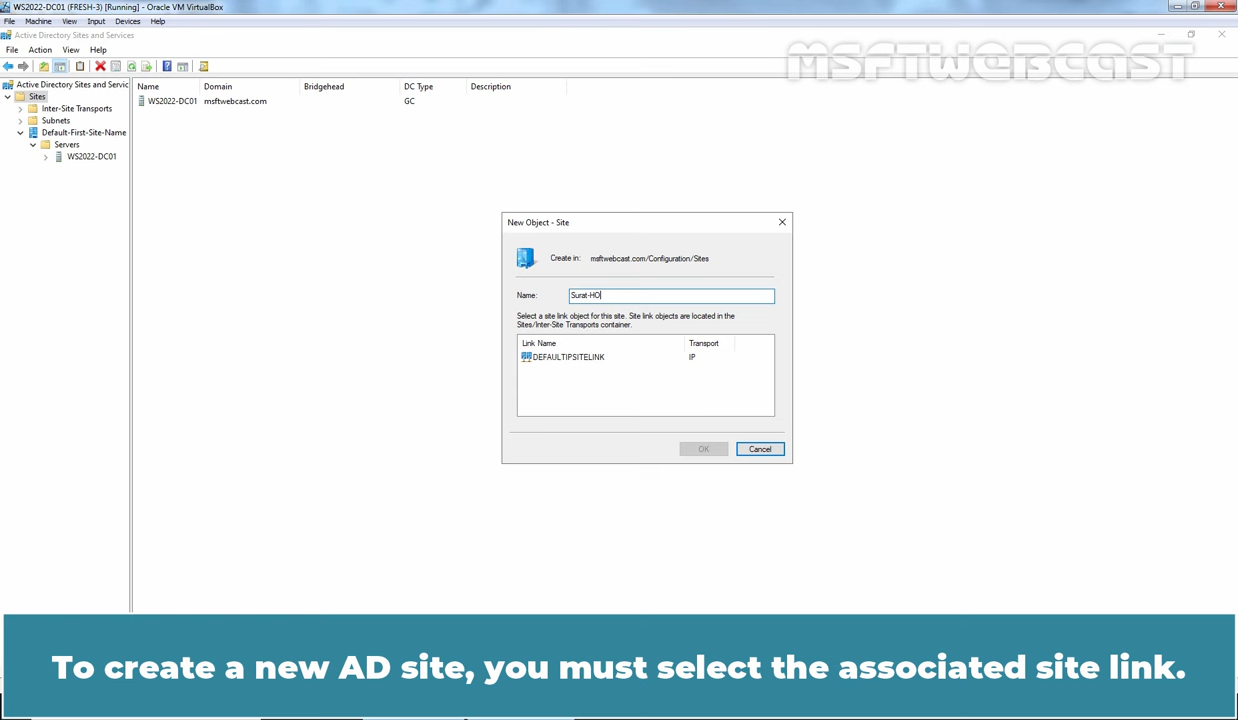 WS2022-DC01 (FRESH-3) [Running] - Oracle VM VirtualBox
File Machine View Input Devices Help
Active Directory Sites and Services
File Action View Help
MSFTWEBCAST
Active Directory Sites and Servic
Name Domain Bridgehead DC Type Description
Sites
WS2022-DC01 msftwebcast.com GC
Inter-Site Transports
Subnets
Default-First-Site-Name
Servers
WS2022-DC01
New Object - Site
Create in: msftwebcast.com/Configuration/Sites
Name: Surat-HO
Select a site link object for this site. Site link objects are located in the
Sites/Inter-Site Transports container.
Link Name Transport
DEFAULTIPSITELINK IP
OK Cancel
To create a new AD site, you must select the associated site link.